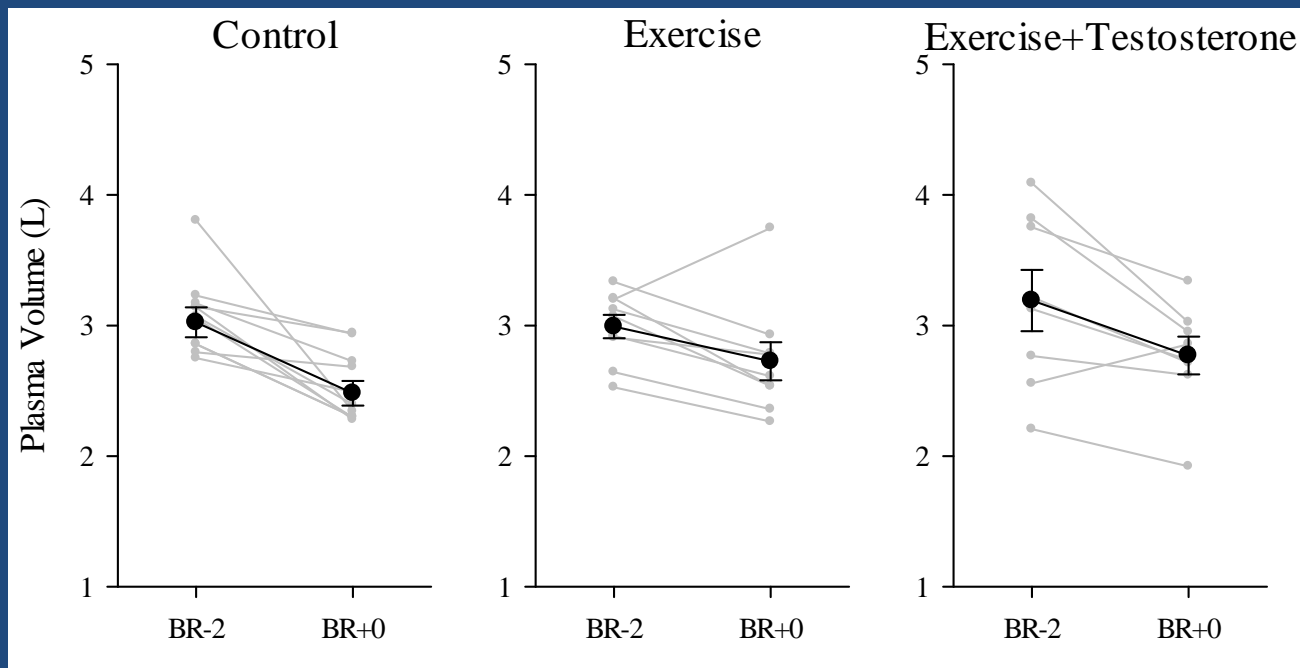 Control
Exercise
Exercise+Testosterone
Plasma Volume (L)
5
4
3
2
1
BR-2
BR+0
5
4
3
2
1
BR-2
BR+0
5
4
3
2
1
BR-2
BR+0